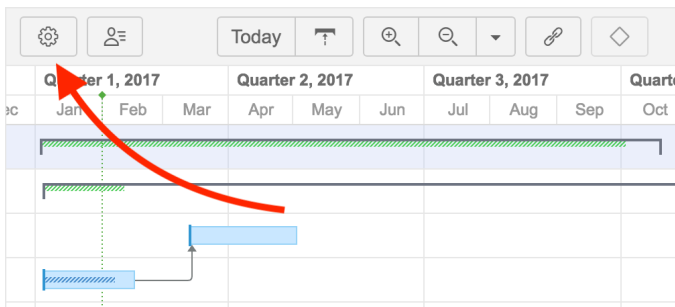 Today
Quarter 1, 2017 Quarter 2, 2017 Quarter 3, 2017
Jan Feb Mar Apr May Jun Jul Aug Sep Oct